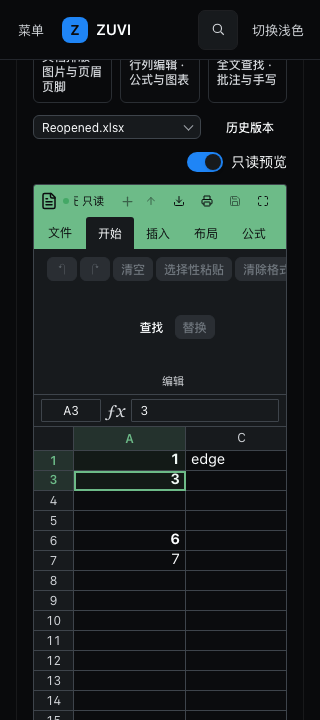 菜单
Z
ZUVI
切换浅色
图片与页眉
页脚
行列编辑 ·
公式与图表
全文查找 ·
批注与手写
Reopened.xlsx
历史版本
只读预览
只读
文件
开始
插入
布局
公式
清空
选择性粘贴
清除格式
查找
替换
编辑
A3
fx
3
A
C
1
1
edge
3
3
4
5
6
6
7
7
8
9
10
11
12
13
14